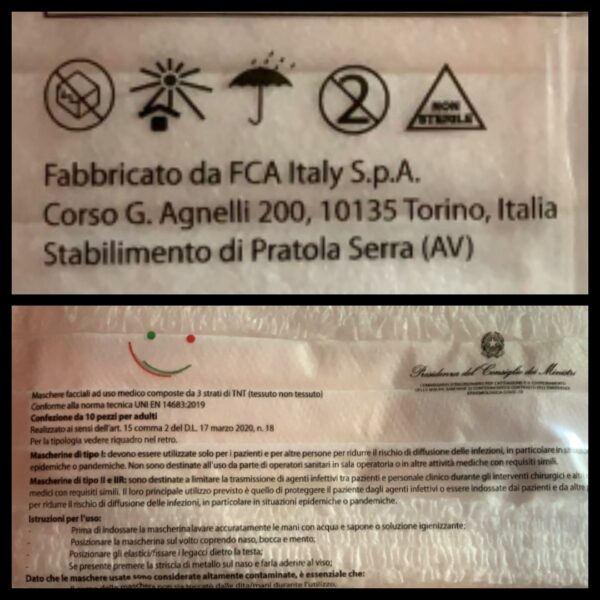 2
NON
STERILE
Fabbricato da FCA Italy S.p.A.
Corso G. Agnelli 200, 10135 Torino, Italia
Stabilimento di Pratola Serra (AV)
Presidenza del Consiglio dei Ministri
Maschere facciali ad uso medico composte da 3 strati di TNT (tessuto non tessuto)
Conforme alla norma tecnica UNI EN 14683:2019
Confezione da 10 pezzi per adulti
Realizzato ai sensi dell'art. 15 comma 2 del D.L. 17 marzo 2020, n. 18
Per la tipologia vedere riquadro nel retro.
Mascherine di tipo I: devono essere utilizzate solo per i pazienti e per altre persone per ridurre il rischio di diffusione delle infezioni, in particolare in
epidemiche o pandemiche. Non sono destinate all'uso da parte di operatori sanitari in sala operatoria o in altre attività mediche con requisiti simili.
Mascherine di tipo II e IIR: sono destinate a limitare la trasmissione di agenti infettivi tra pazienti e personale clinico durante gli interventi chirurgici e
medici con requisiti simili. Il loro principale utilizzo previsto è quello di proteggere il paziente dagli agenti infettivi o essere indossate dai pazienti e da
per ridurre il rischio di diffusione delle infezioni, in particolare in situazioni epidemiche o pandemiche.
Istruzioni per l'uso:
- Prima di indossare la mascherina lavare accuratamente le mani con acqua e sapone o soluzione igienizzante;
- Posizionare la mascherina sul volto coprendo naso, bocca e mento;
- Posizionare gli elastici/fissare i legacci dietro la testa;
- Se presente premere la striscia di metallo sul naso e farla aderire al viso;
Dato che le maschere usate sono considerate altamente contaminate, è essenziale che: